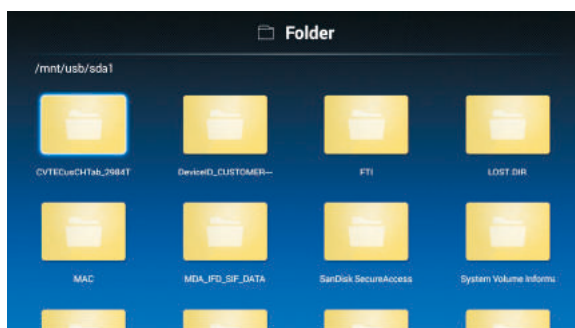 Folder
/mnt/usb/sda1
CVTECusCHTab_2984T DeviceID_CUSTOMER--- FTI LOST.DIR
MAC MDA_IFD_SIF_DATA SanDisk SecureAccess System Volume Informa